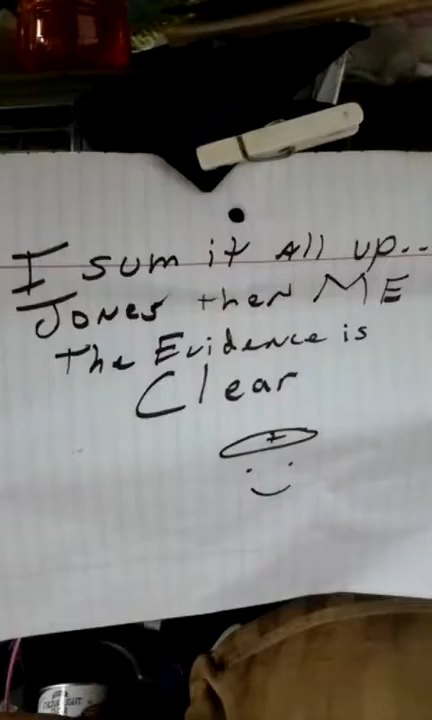 I sum it All up..
Jones then ME
the Evidence is
Clear